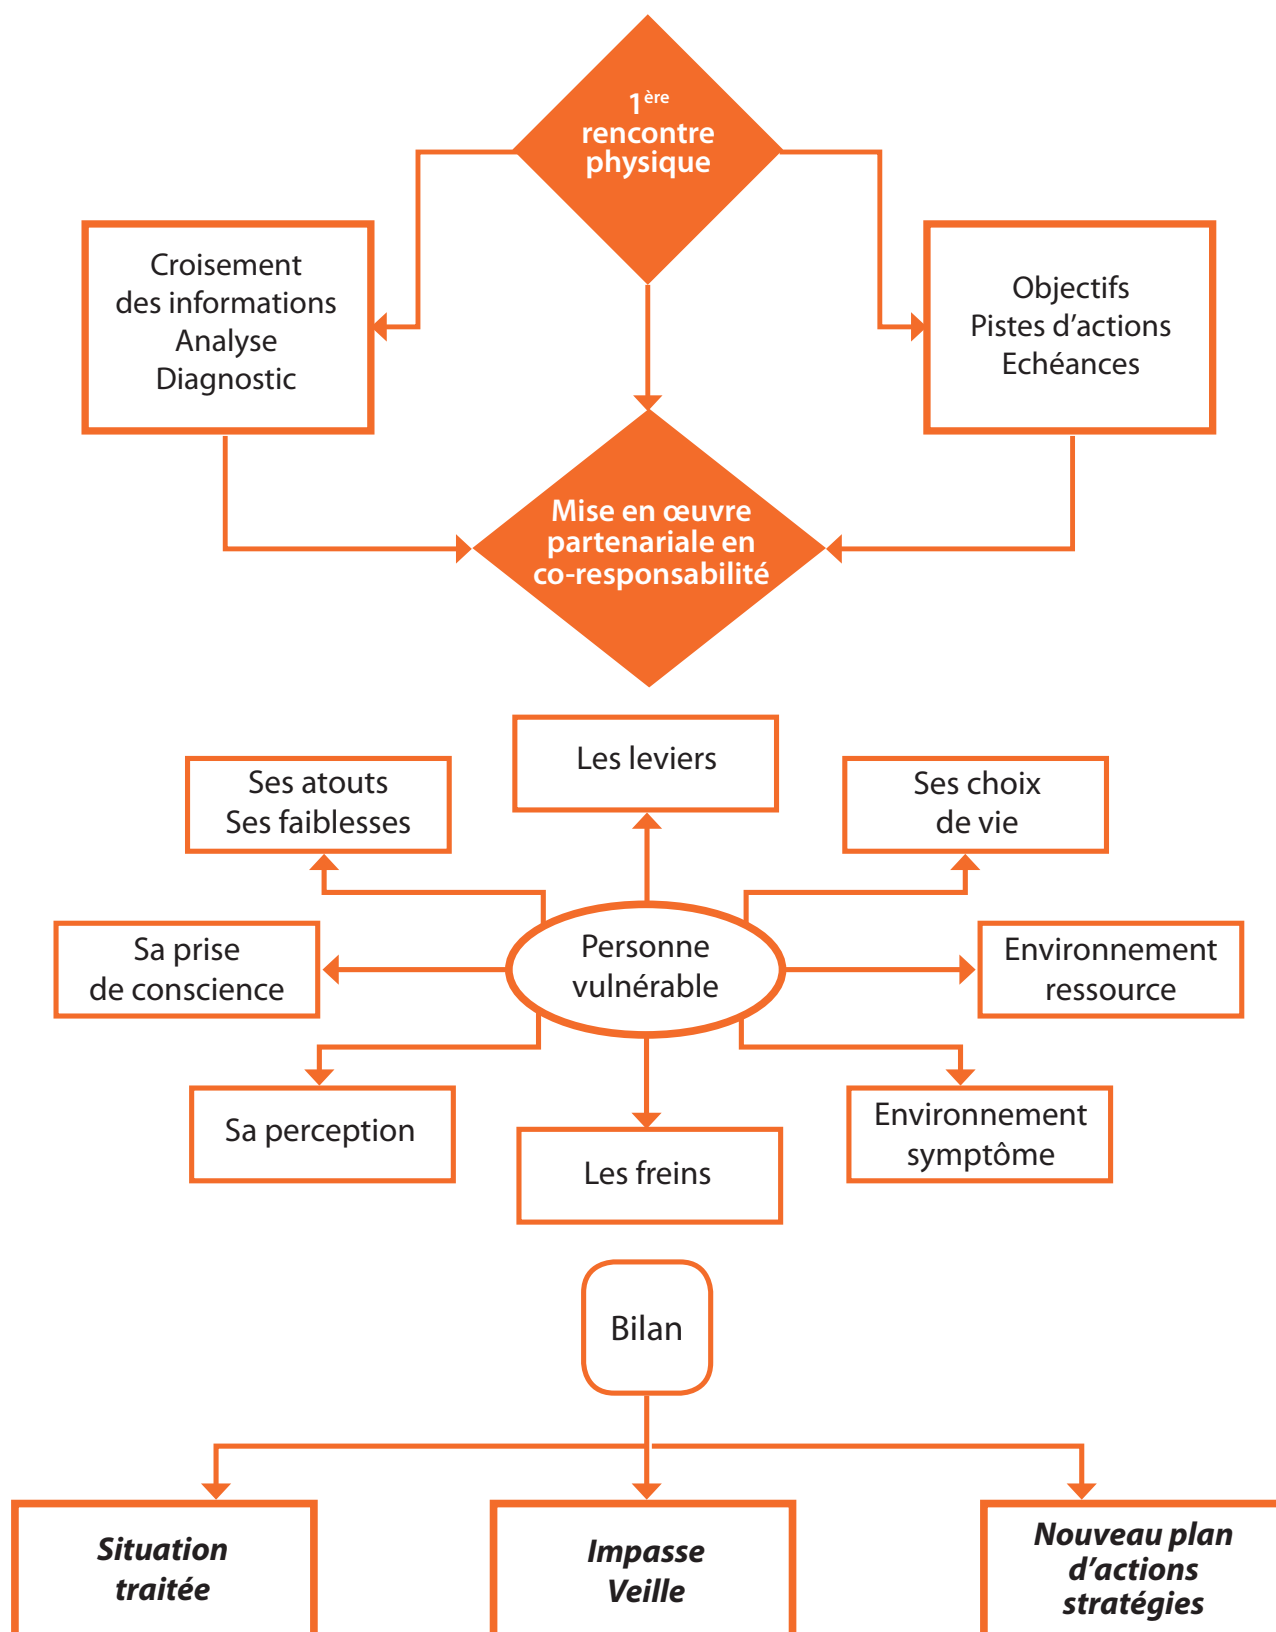 1ère
rencontre
physique
Croisement
des informations
Analyse
Diagnostic
Objectifs
Pistes d’actions
Echéances
Mise en œuvre
partenariale en
co-responsabilité
Les leviers
Ses atouts
Ses faiblesses
Ses choix
de vie
Sa prise
de conscience
Personne
vulnérable
Environnement
ressource
Sa perception
Les freins
Environnement
symptôme
Bilan
Situation
traitée
Impasse
Veille
Nouveau plan
d’actions
stratégies